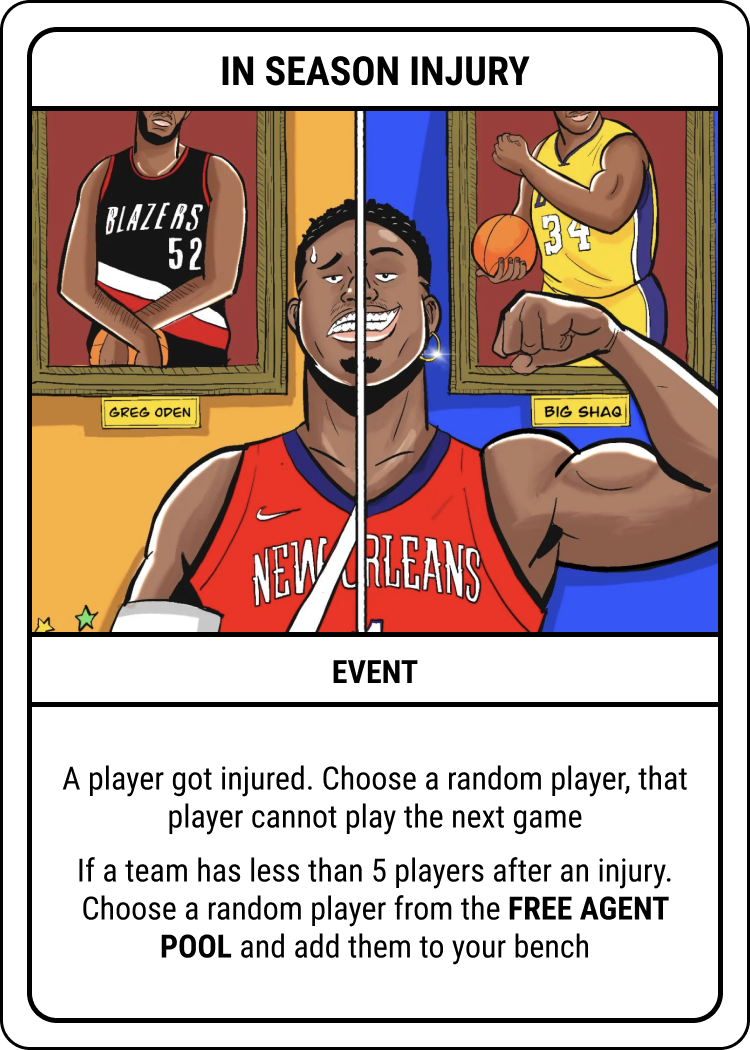 IN SEASON INJURY
BLAZERS
52
34
GREG ODEN
BIG SHAQ
NEW ORLEANS
EVENT
A player got injured. Choose a random player, that
player cannot play the next game
If a team has less than 5 players after an injury.
Choose a random player from the FREE AGENT
POOL and add them to your bench